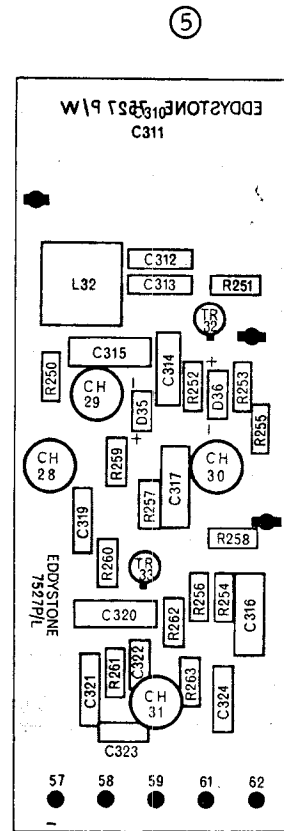 5
EDDYSTONE 7527 P/W
C310
C311
C312
C313
R251
L32
TR
32
C314
C315
R250
CH
29
D35
R252
D36
R253
R255
CH
28
R259
C317
CH
30
R257
C319
R258
R260
TR
33
EDDYSTONE
7527P/L
C320
R262
R256
R254
C316
C322
R261
C321
CH
31
R263
C324
C323
57 58 59 61 62